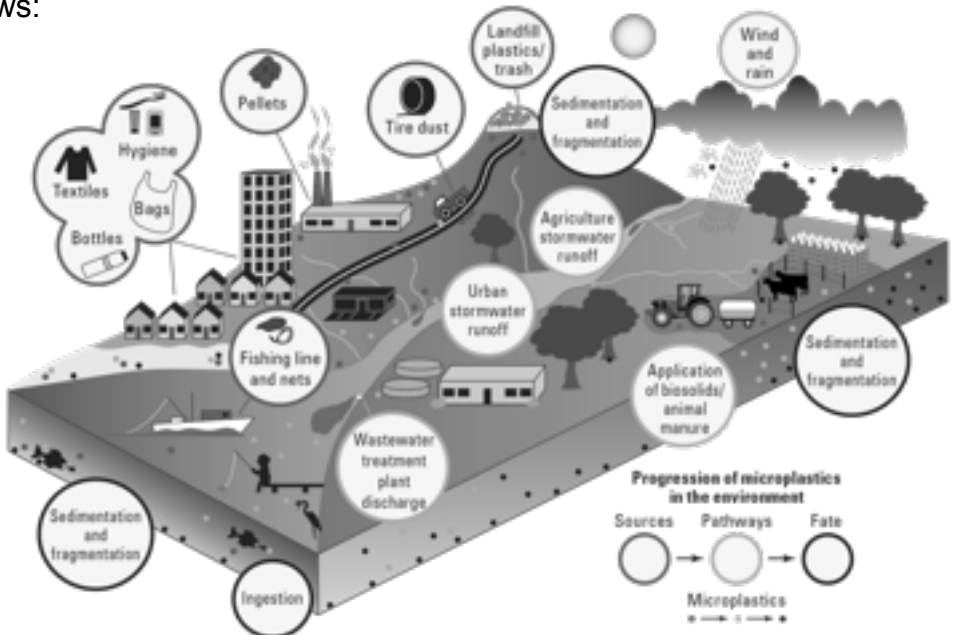 ws:
Landfill
plastics/
trash
Wind
and
rain
Pellets
Tire dust
Sedimentation
and
fragmentation
Hygiene
Textiles
Bags
Bottles
Agriculture
stormwater
runoff
Urban
stormwater
runoff
Fishing line
and nets
Sedimentation
and
fragmentation
Application
of biosolids/
animal
manure
Wastewater
treatment
plant
discharge
Sedimentation
and
fragmentation
Ingestion
Progression of microplastics
in the environment
Sources Pathways Fate
Microplastics